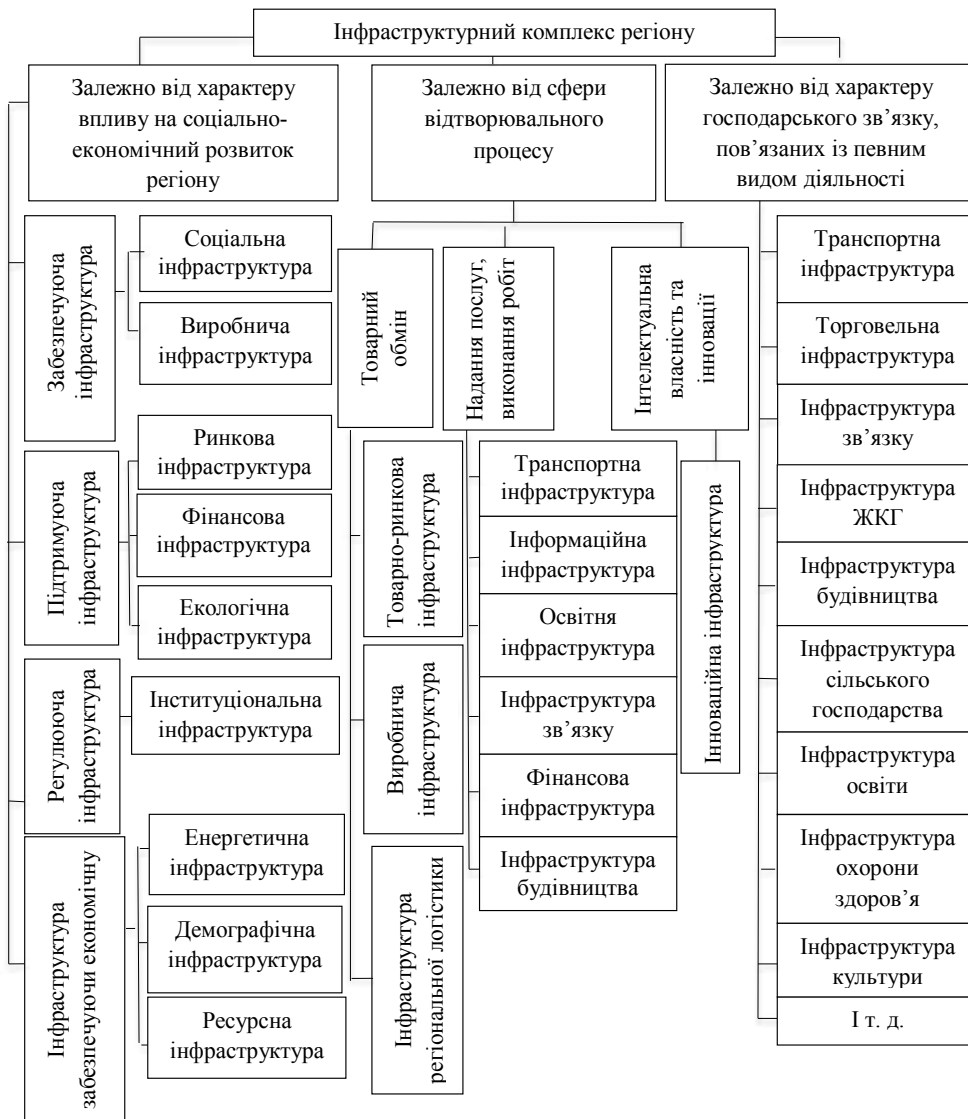 Інфраструктурний комплекс регіону
Залежно від характеру
впливу на соціально-
економічний розвиток
регіону
Забезпечуюча
інфраструктура
Соціальна
інфраструктура
Виробнича
інфраструктура
Підтримуюча
інфраструктура
Ринкова
інфраструктура
Фінансова
інфраструктура
Екологічна
інфраструктура
Регулююча
інфраструктура
Інституціональна
інфраструктура
Інфраструктура
забезпечуючи економічну
Енергетична
інфраструктура
Демографічна
інфраструктура
Ресурсна
інфраструктура
Залежно від сфери
відтворювального
процесу
Товарний
обмін
Товарно-ринкова
інфраструктура
Виробнича
інфраструктура
Інфраструктура
регіональної логістики
Надання послуг,
виконання робіт
Транспортна
інфраструктура
Інформаційна
інфраструктура
Освітня
інфраструктура
Інфраструктура
зв’язку
Фінансова
інфраструктура
Інфраструктура
будівництва
Інтелектуальна
власність та
інновації
Інноваційна інфраструктура
Залежно від характеру
господарського зв’язку,
пов’язаних із певним
видом діяльності
Транспортна
інфраструктура
Торговельна
інфраструктура
Інфраструктура
зв’язку
Інфраструктура
ЖКГ
Інфраструктура
будівництва
Інфраструктура
сільського
господарства
Інфраструктура
освіти
Інфраструктура
охорони
здоров’я
Інфраструктура
культури
І т. д.